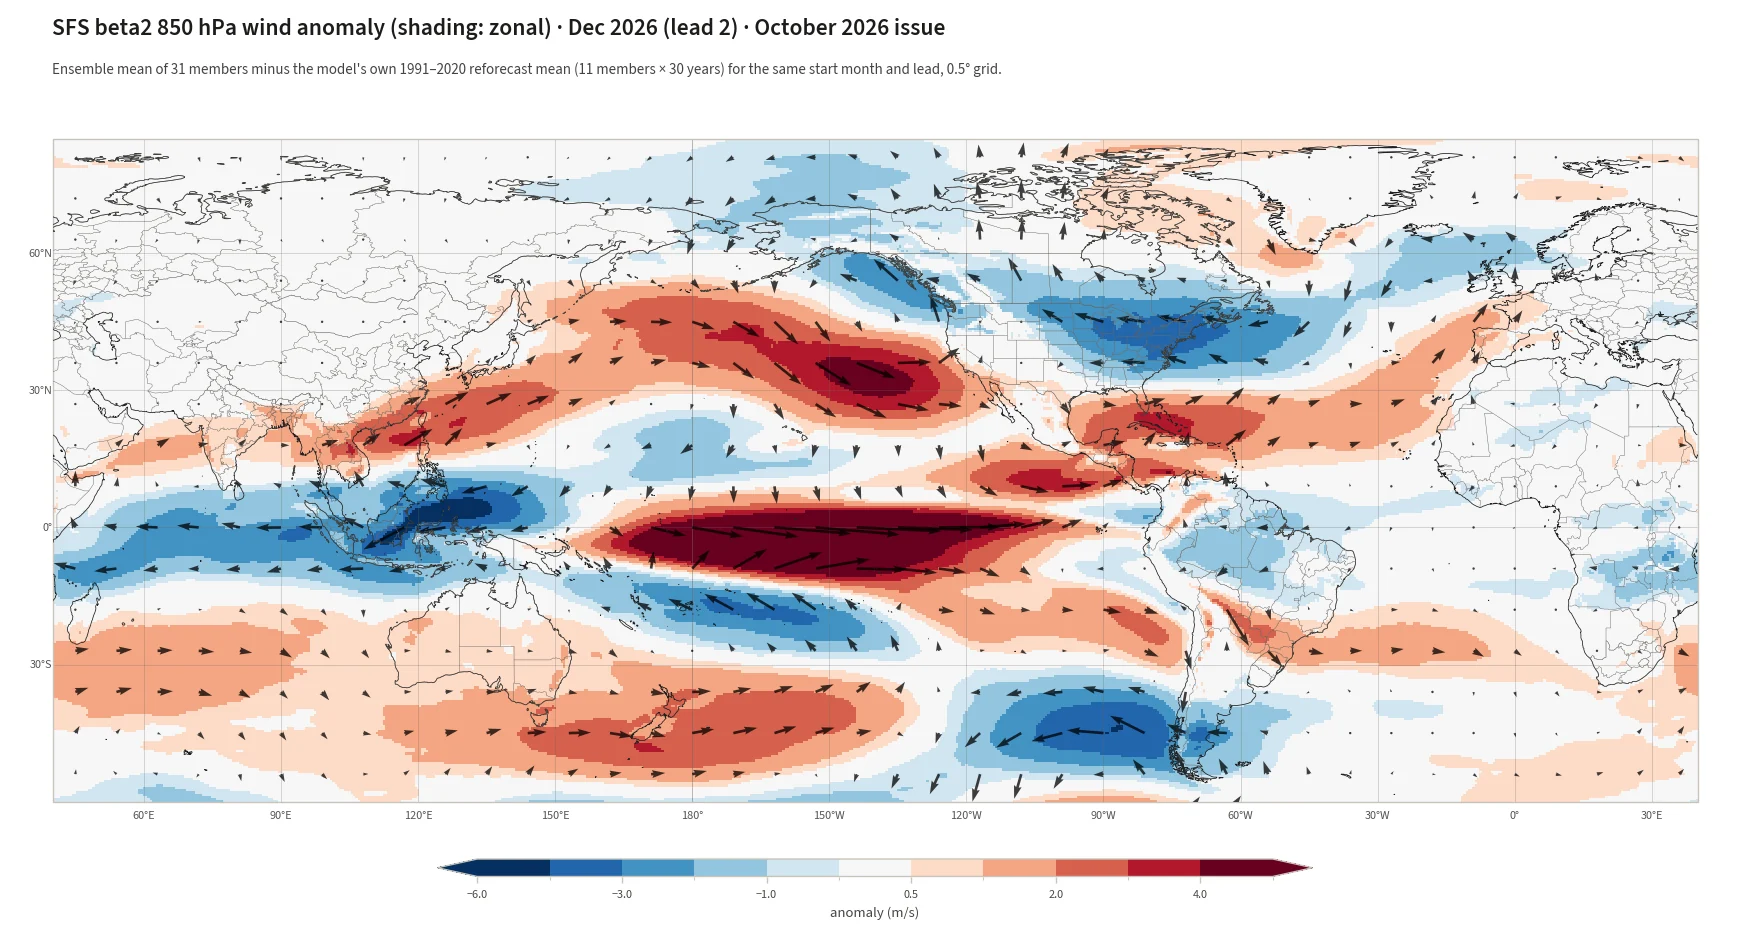 SFS beta2 850 hPa wind anomaly (shading: zonal) · Dec 2026 (lead 2) · October 2026 issue
Ensemble mean of 31 members minus the model's own 1991–2020 reforecast mean (11 members × 30 years) for the same start month and lead, 0.5° grid.
60°N
30°N
0°
30°S
60°E 90°E 120°E 150°E 180° 150°W 120°W 90°W 60°W 30°W 0° 30°E
−6.0 −3.0 −1.0 0.5 2.0 4.0
anomaly (m/s)